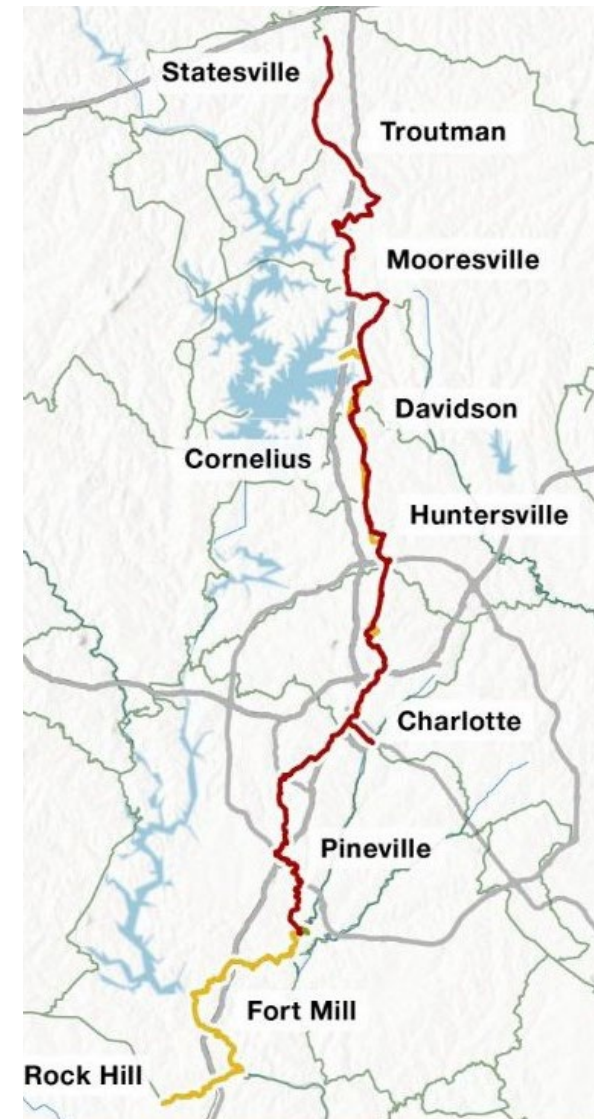 Statesville
Troutman
Mooresville
Davidson
Cornelius
Huntersville
Charlotte
Pineville
Fort Mill
Rock Hill